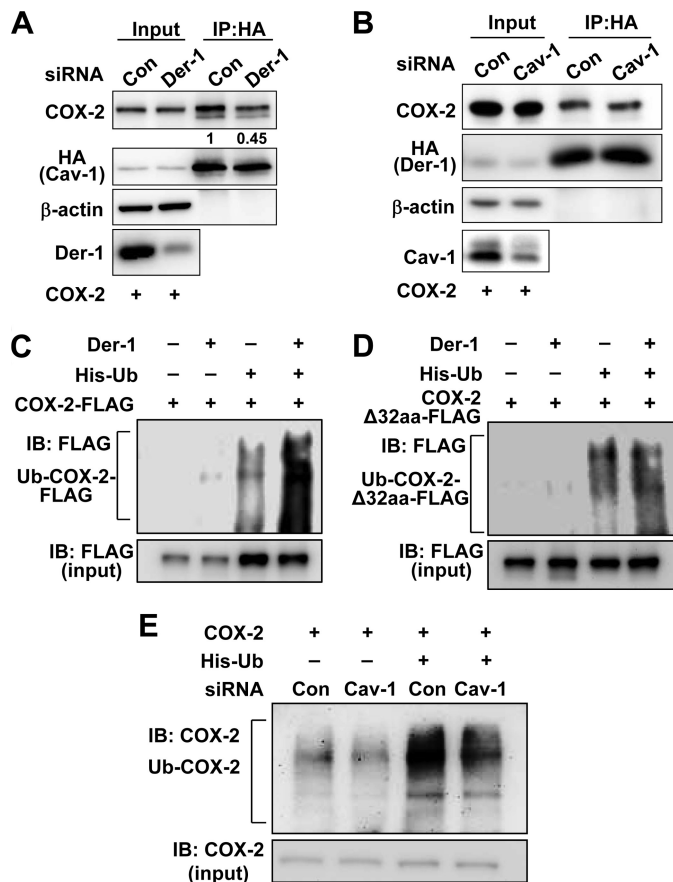 A
Input IP:HA
siRNA Con Der-1 Con Der-1
COX-2
1 0.45
HA
(Cav-1)
β-actin
Der-1
COX-2 + +
B
Input IP:HA
siRNA Con Cav-1 Con Cav-1
COX-2
HA
(Der-1)
β-actin
Cav-1
COX-2 + +
C
Der-1 – + – +
His-Ub – – + +
COX-2-FLAG + + + +
IB: FLAG
Ub-COX-2-
FLAG
IB: FLAG
(input)
D
Der-1 – + – +
His-Ub – – + +
COX-2
Δ32aa-FLAG + + + +
IB: FLAG
Ub-COX-2-
Δ32aa-FLAG
IB: FLAG
(input)
E
COX-2 + + + +
His-Ub – – + +
siRNA Con Cav-1 Con Cav-1
IB: COX-2
Ub-COX-2
IB: COX-2
(input)